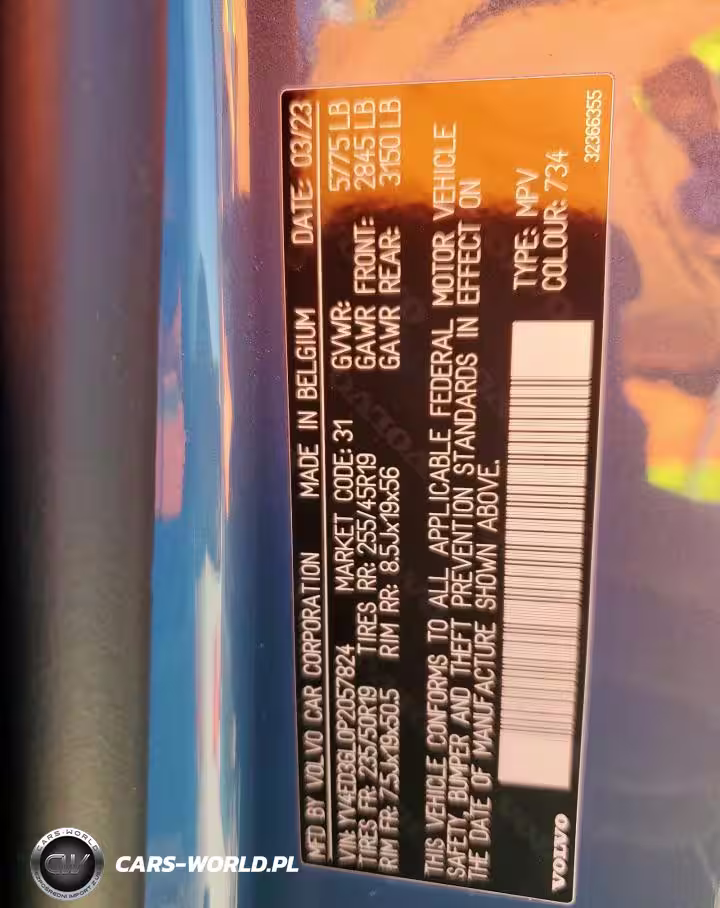 MFD BY VOLVO CAR CORPORATION MADE IN BELGIUM DATE: 03/23
VIN: YV4ED3GL0P2057824 MARKET CODE: 31 GVWR: 5775 LB
TIRES FR: 235/50R19 TIRES RR: 255/45R19 GAWR FRONT: 2845 LB
RIM FR: 7.5Jx19x50.5 RIM RR: 8.5Jx19x56 GAWR REAR: 3150 LB
THIS VEHICLE CONFORMS TO ALL APPLICABLE FEDERAL MOTOR VEHICLE
SAFETY, BUMPER AND THEFT PREVENTION STANDARDS IN EFFECT ON
THE DATE OF MANUFACTURE SHOWN ABOVE.
TYPE: MPV
COLOUR: 734
VOLVO
32366355
CARS-WORLD
CW
CARS-WORLD.PL